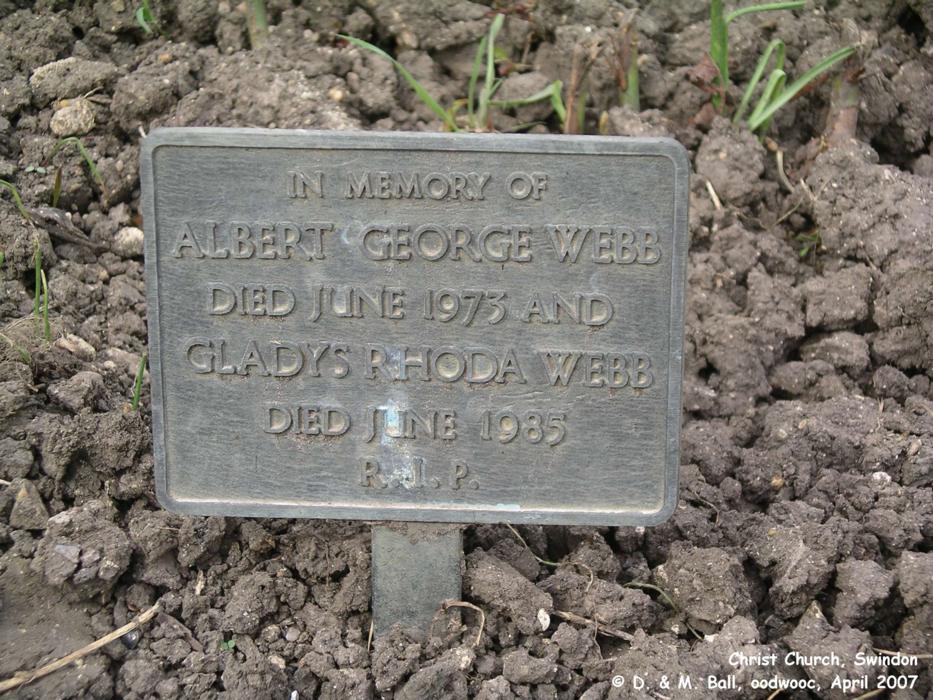 IN MEMORY OF
ALBERT GEORGE WEBB
DIED JUNE 1973 AND
GLADYS RHODA WEBB
DIED JUNE 1985
R.I.P.
Christ Church, Swindon
© D. & M. Ball, oodwooc, April 2007